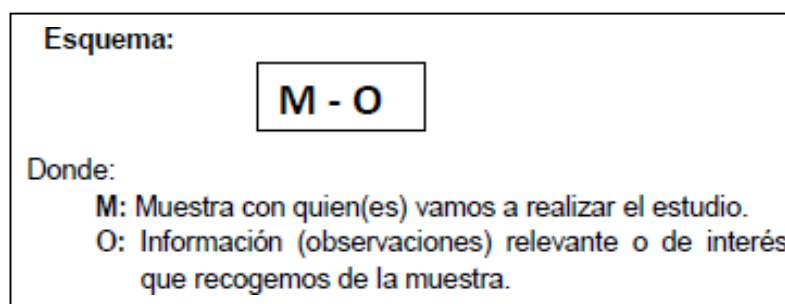 Esquema:
M - O
Donde:
M: Muestra con quien(es) vamos a realizar el estudio.
O: Información (observaciones) relevante o de interés
que recogemos de la muestra.